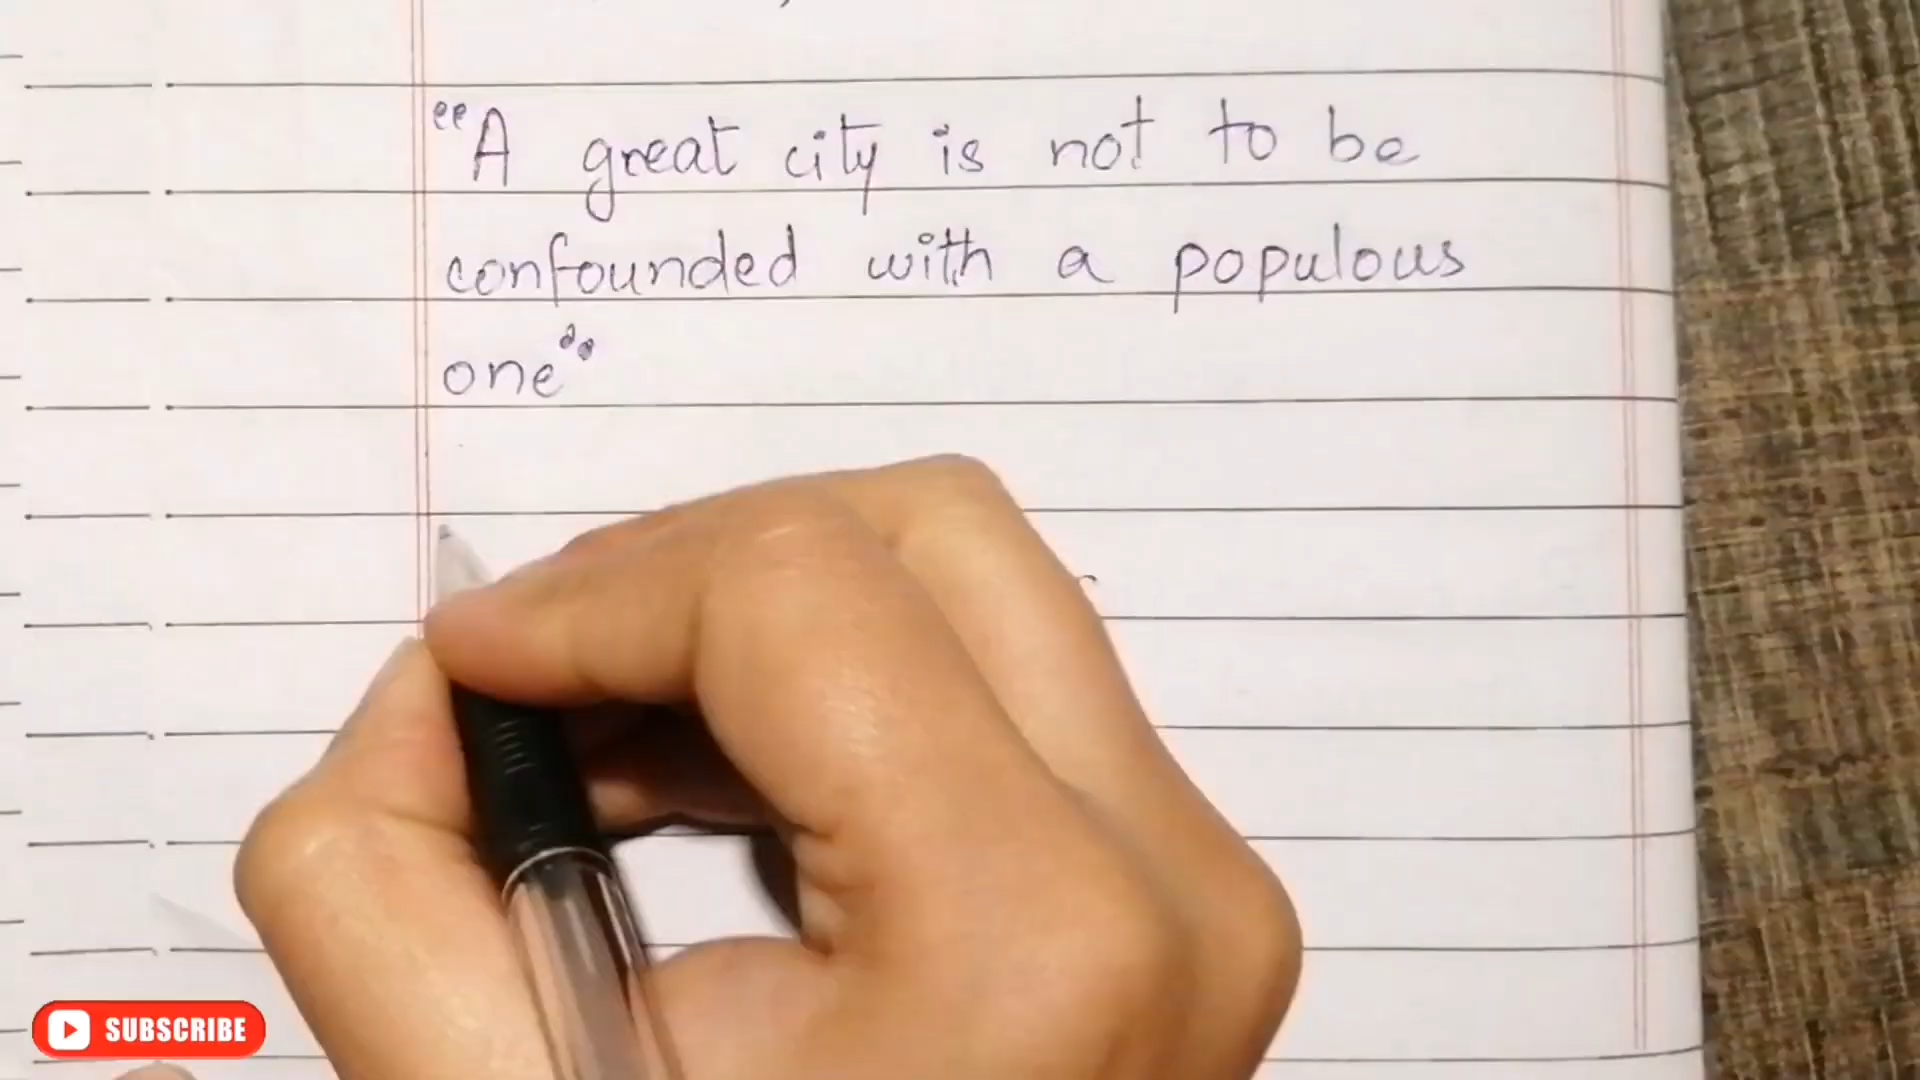 "A great city is not to be
confounded with a populous
one"
SUBSCRIBE